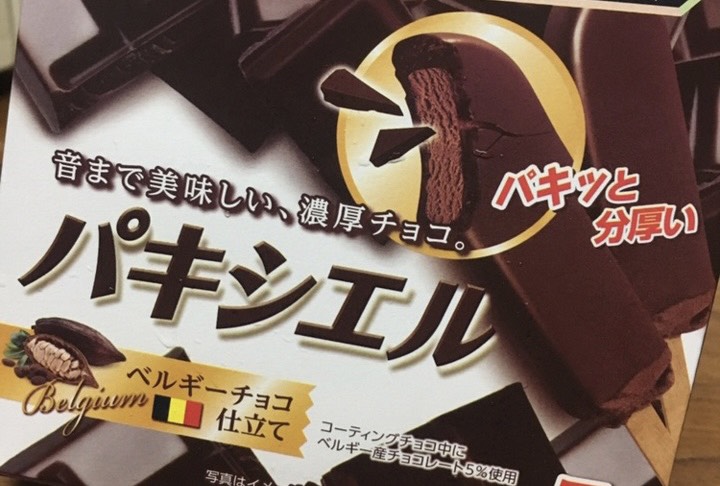 音まで美味しい、濃厚チョコ。
パキシエル
パキッと
分厚い
Belgium
ベルギーチョコ
仕立て
コーティングチョコ中に
ベルギー産チョコレート5%使用
写真はイメ